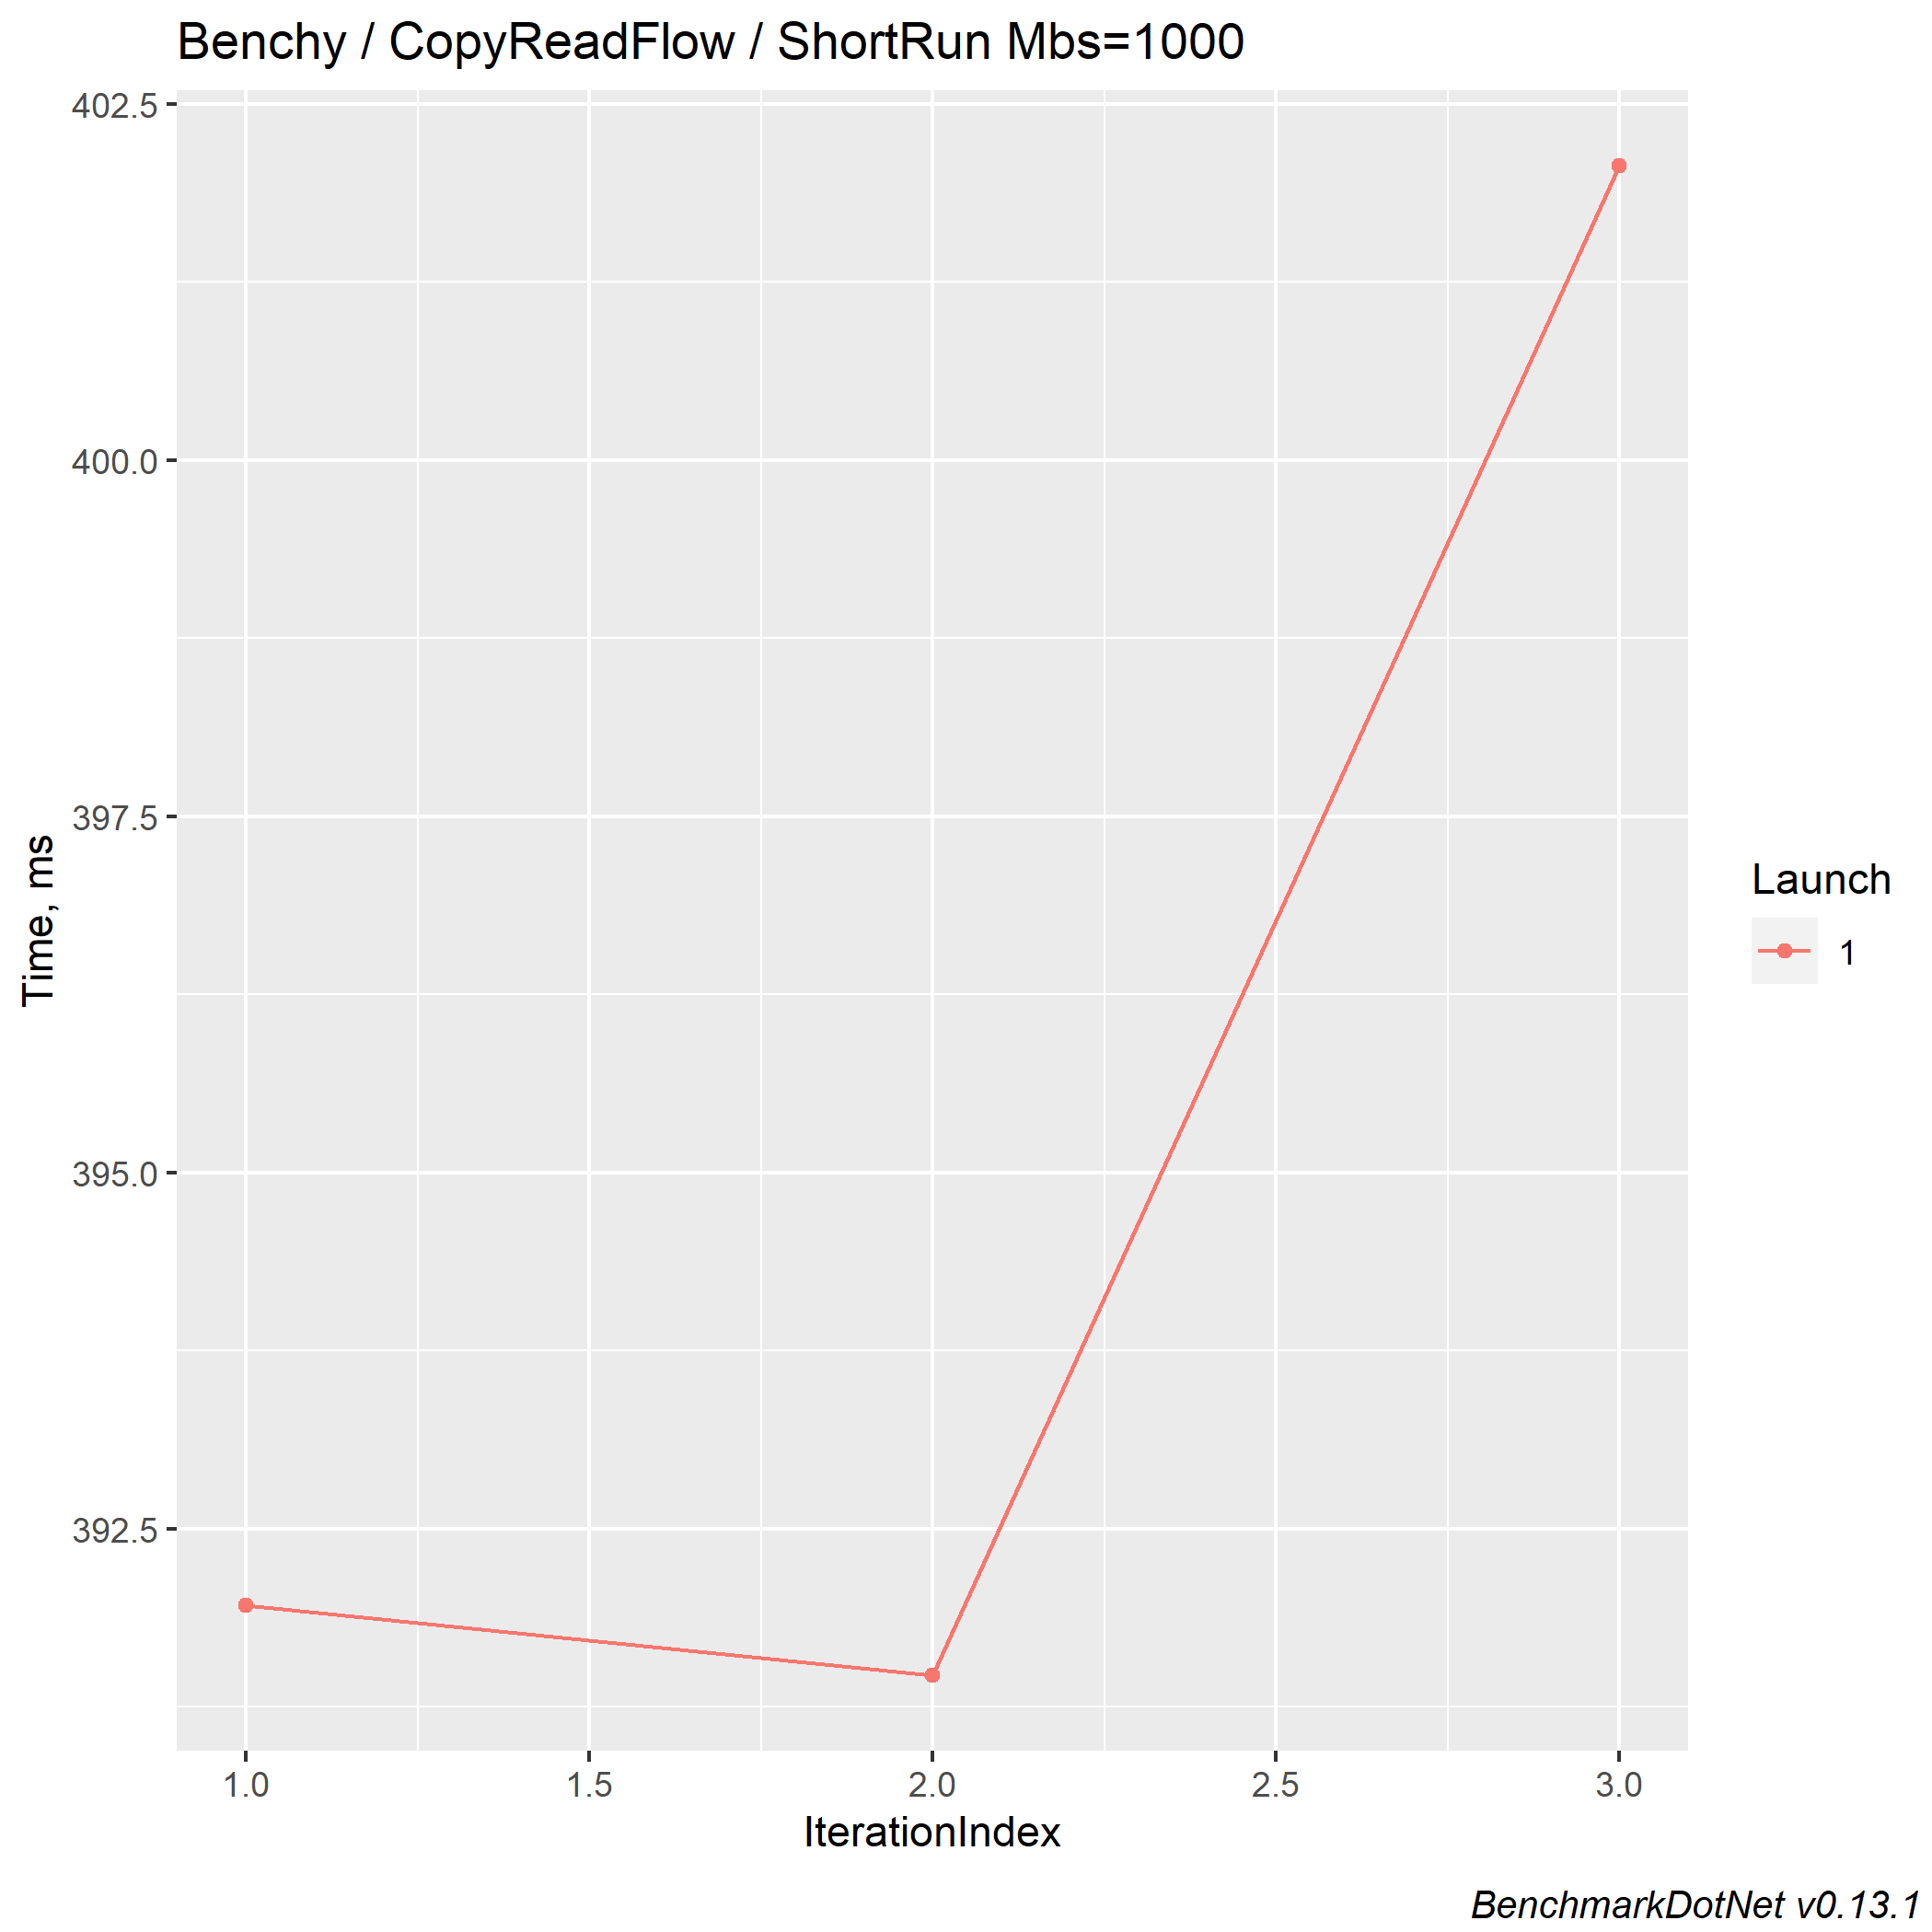 Benchy / CopyReadFlow / ShortRun Mbs=1000
402.5
400.0
397.5
395.0
392.5
Time, ms
1.0 1.5 2.0 2.5 3.0
IterationIndex
Launch
1
BenchmarkDotNet v0.13.1